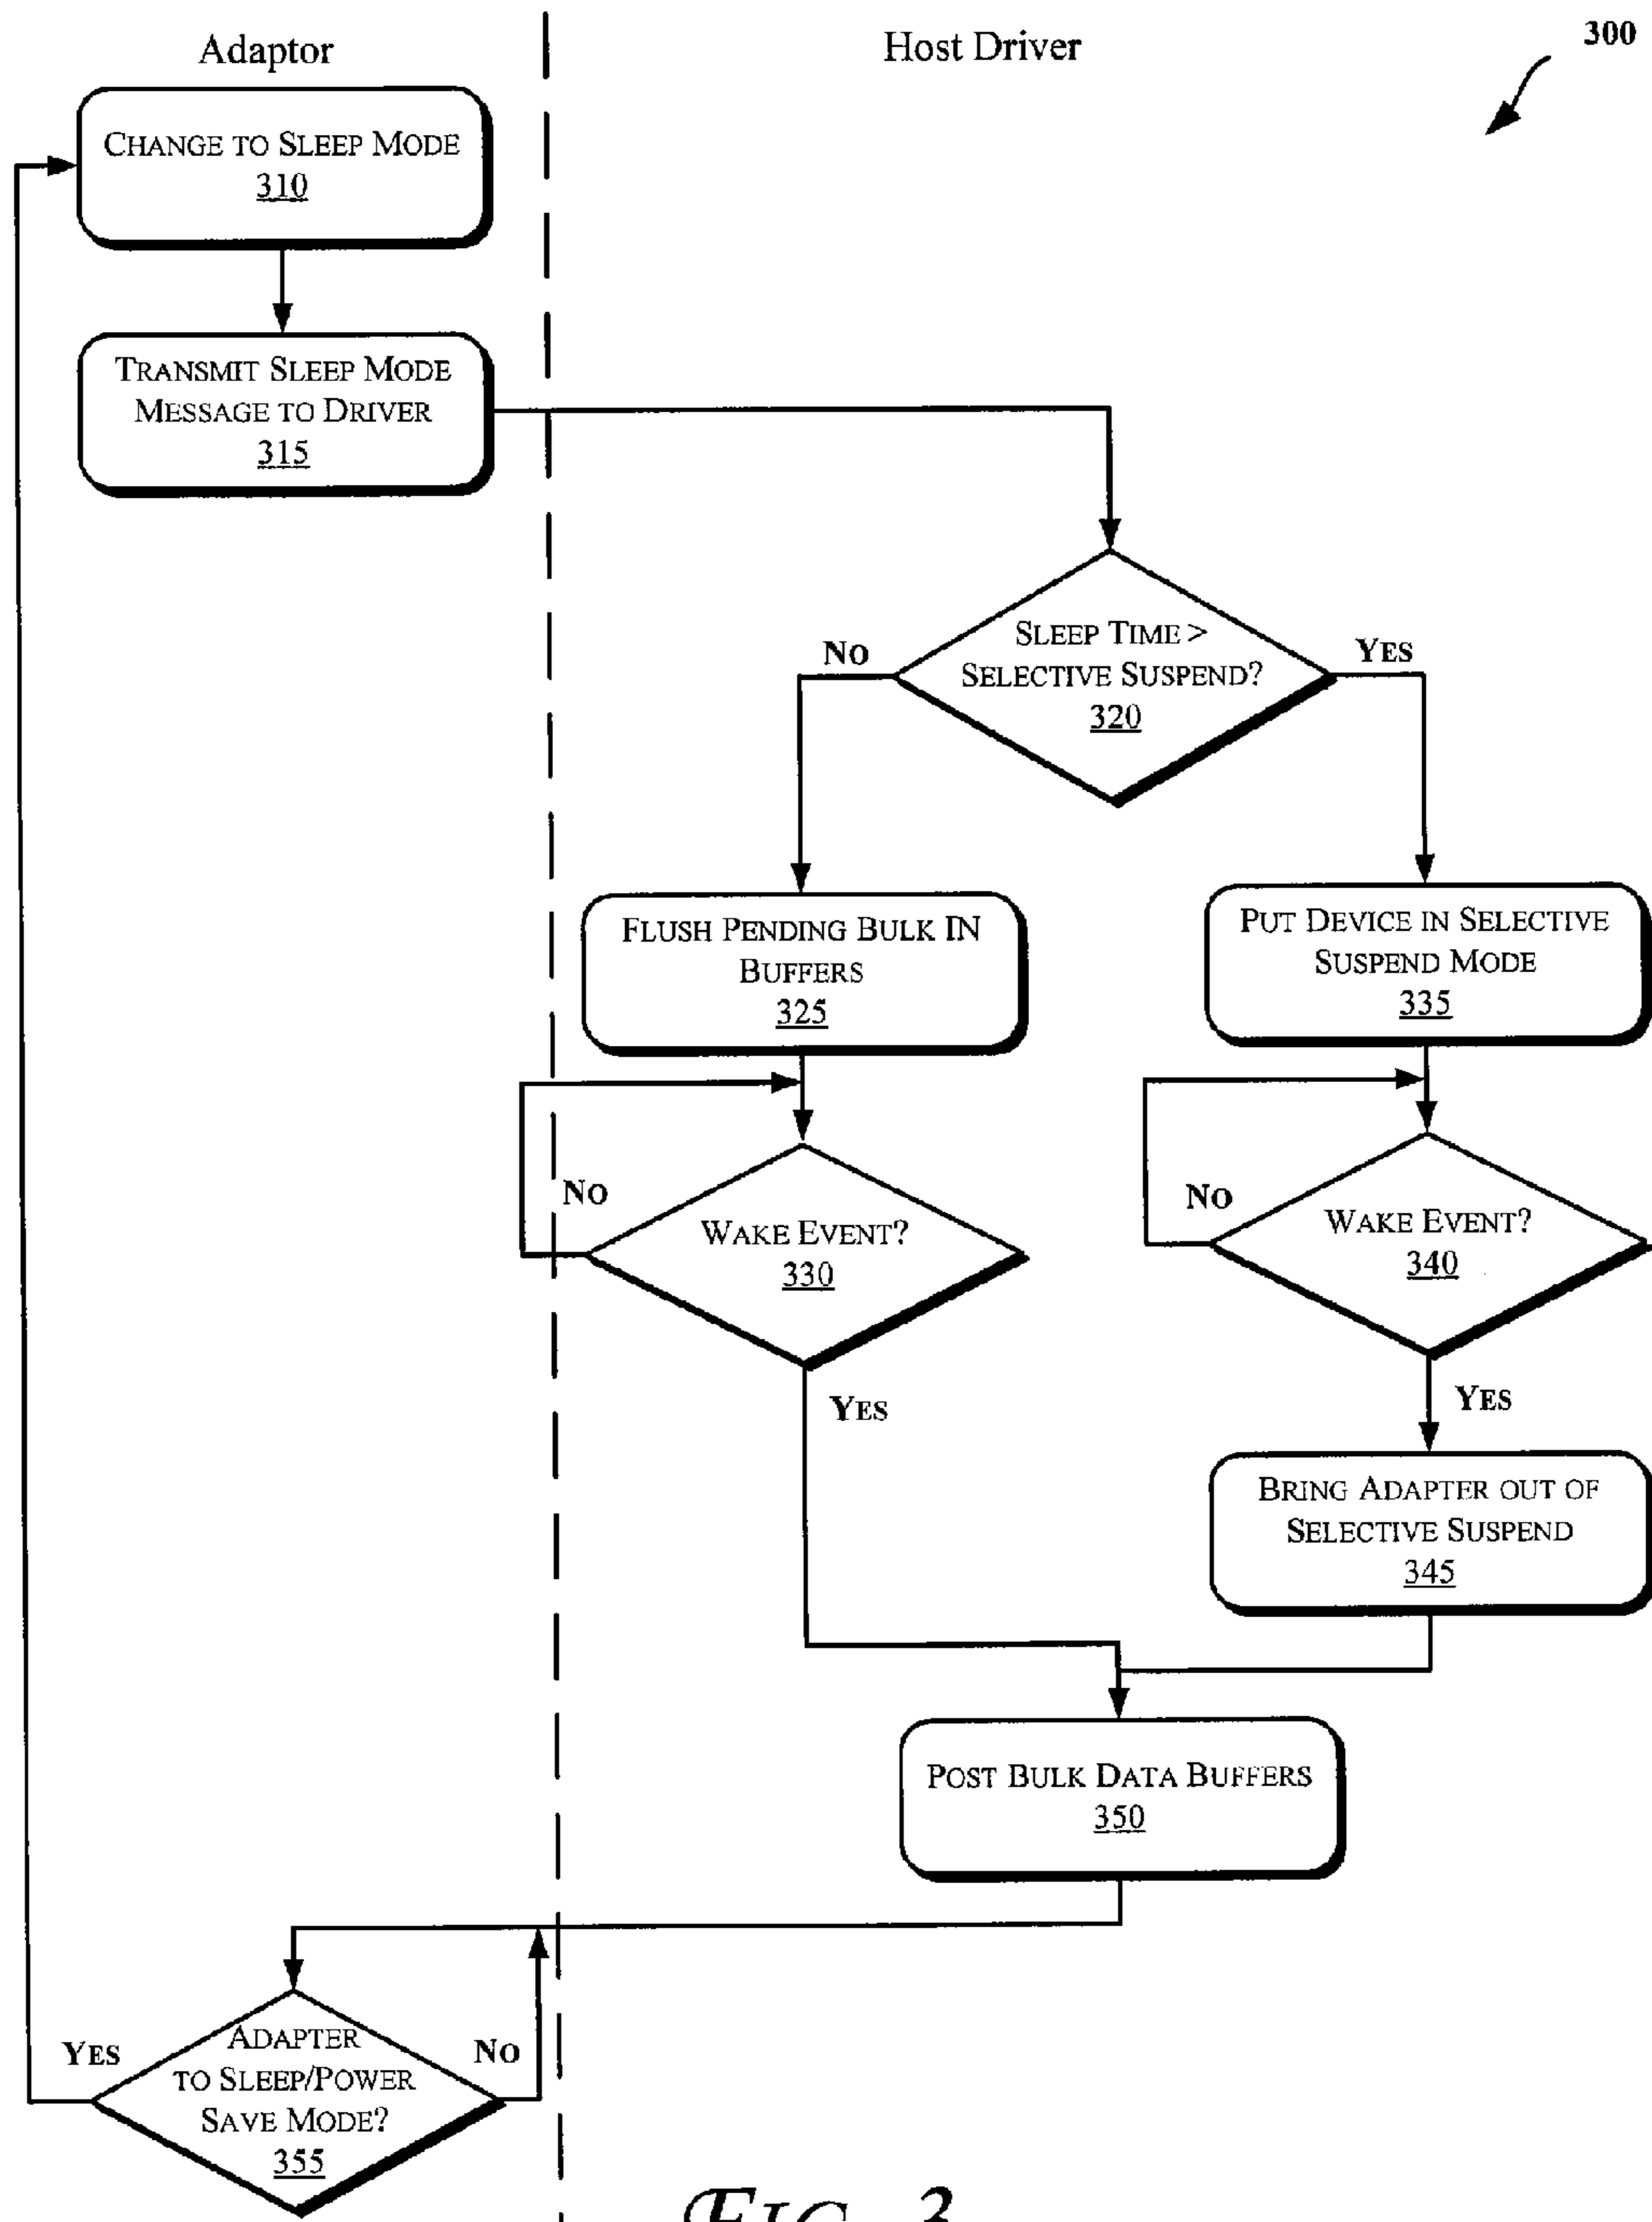 Adaptor
Host Driver
300
CHANGE TO SLEEP MODE
310
TRANSMIT SLEEP MODE
MESSAGE TO DRIVER
315
SLEEP TIME >
SELECTIVE SUSPEND?
320
NO
YES
FLUSH PENDING BULK IN
BUFFERS
325
PUT DEVICE IN SELECTIVE
SUSPEND MODE
335
NO
WAKE EVENT?
330
YES
NO
WAKE EVENT?
340
YES
BRING ADAPTER OUT OF
SELECTIVE SUSPEND
345
POST BULK DATA BUFFERS
350
YES
ADAPTER
TO SLEEP/POWER
SAVE MODE?
355
NO
FIG. 3